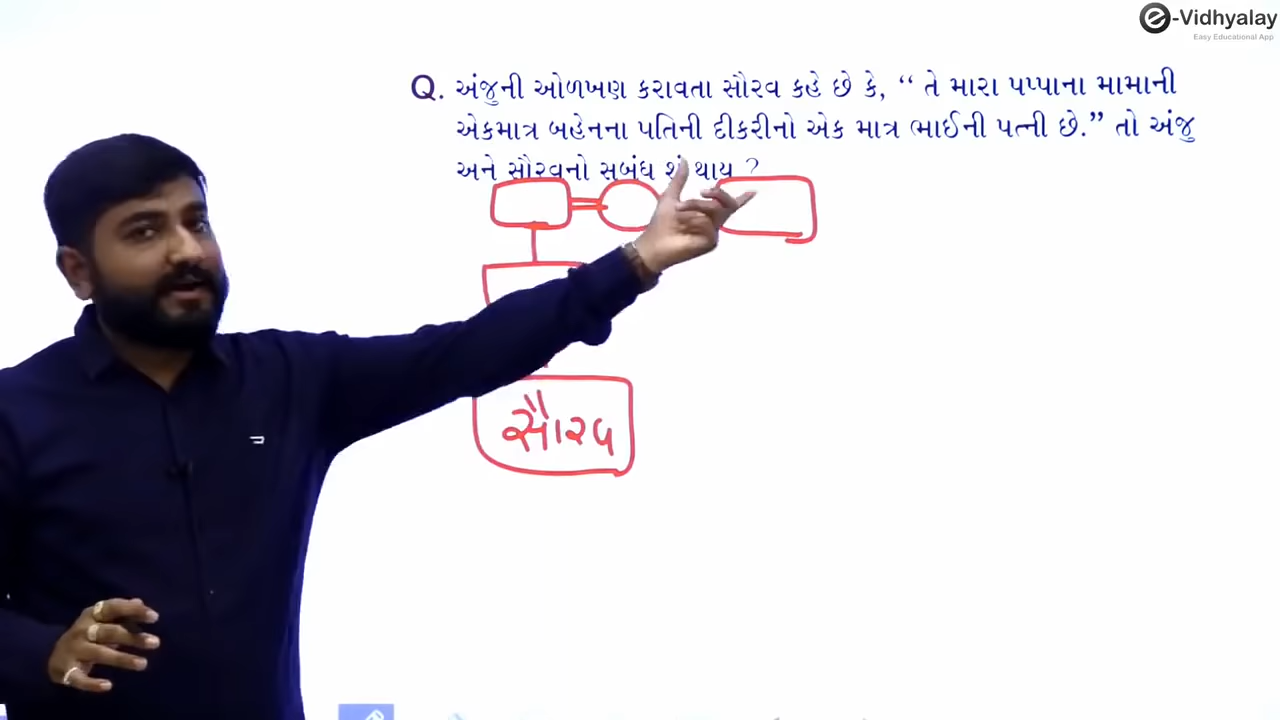 e-Vidhyalay
Easy Educational App
Q. અંજુની ઓળખણ કરાવતા સૌરવ કહે છે કે, “ તે મારા પપ્પાના મામાની
એકમાત્ર બહેનના પતિની દીકરીનો એક માત્ર ભાઈની પત્ની છે.” તો અંજુ
અને સૌરવનો સબંધ શું થાય ?
સૌરવ